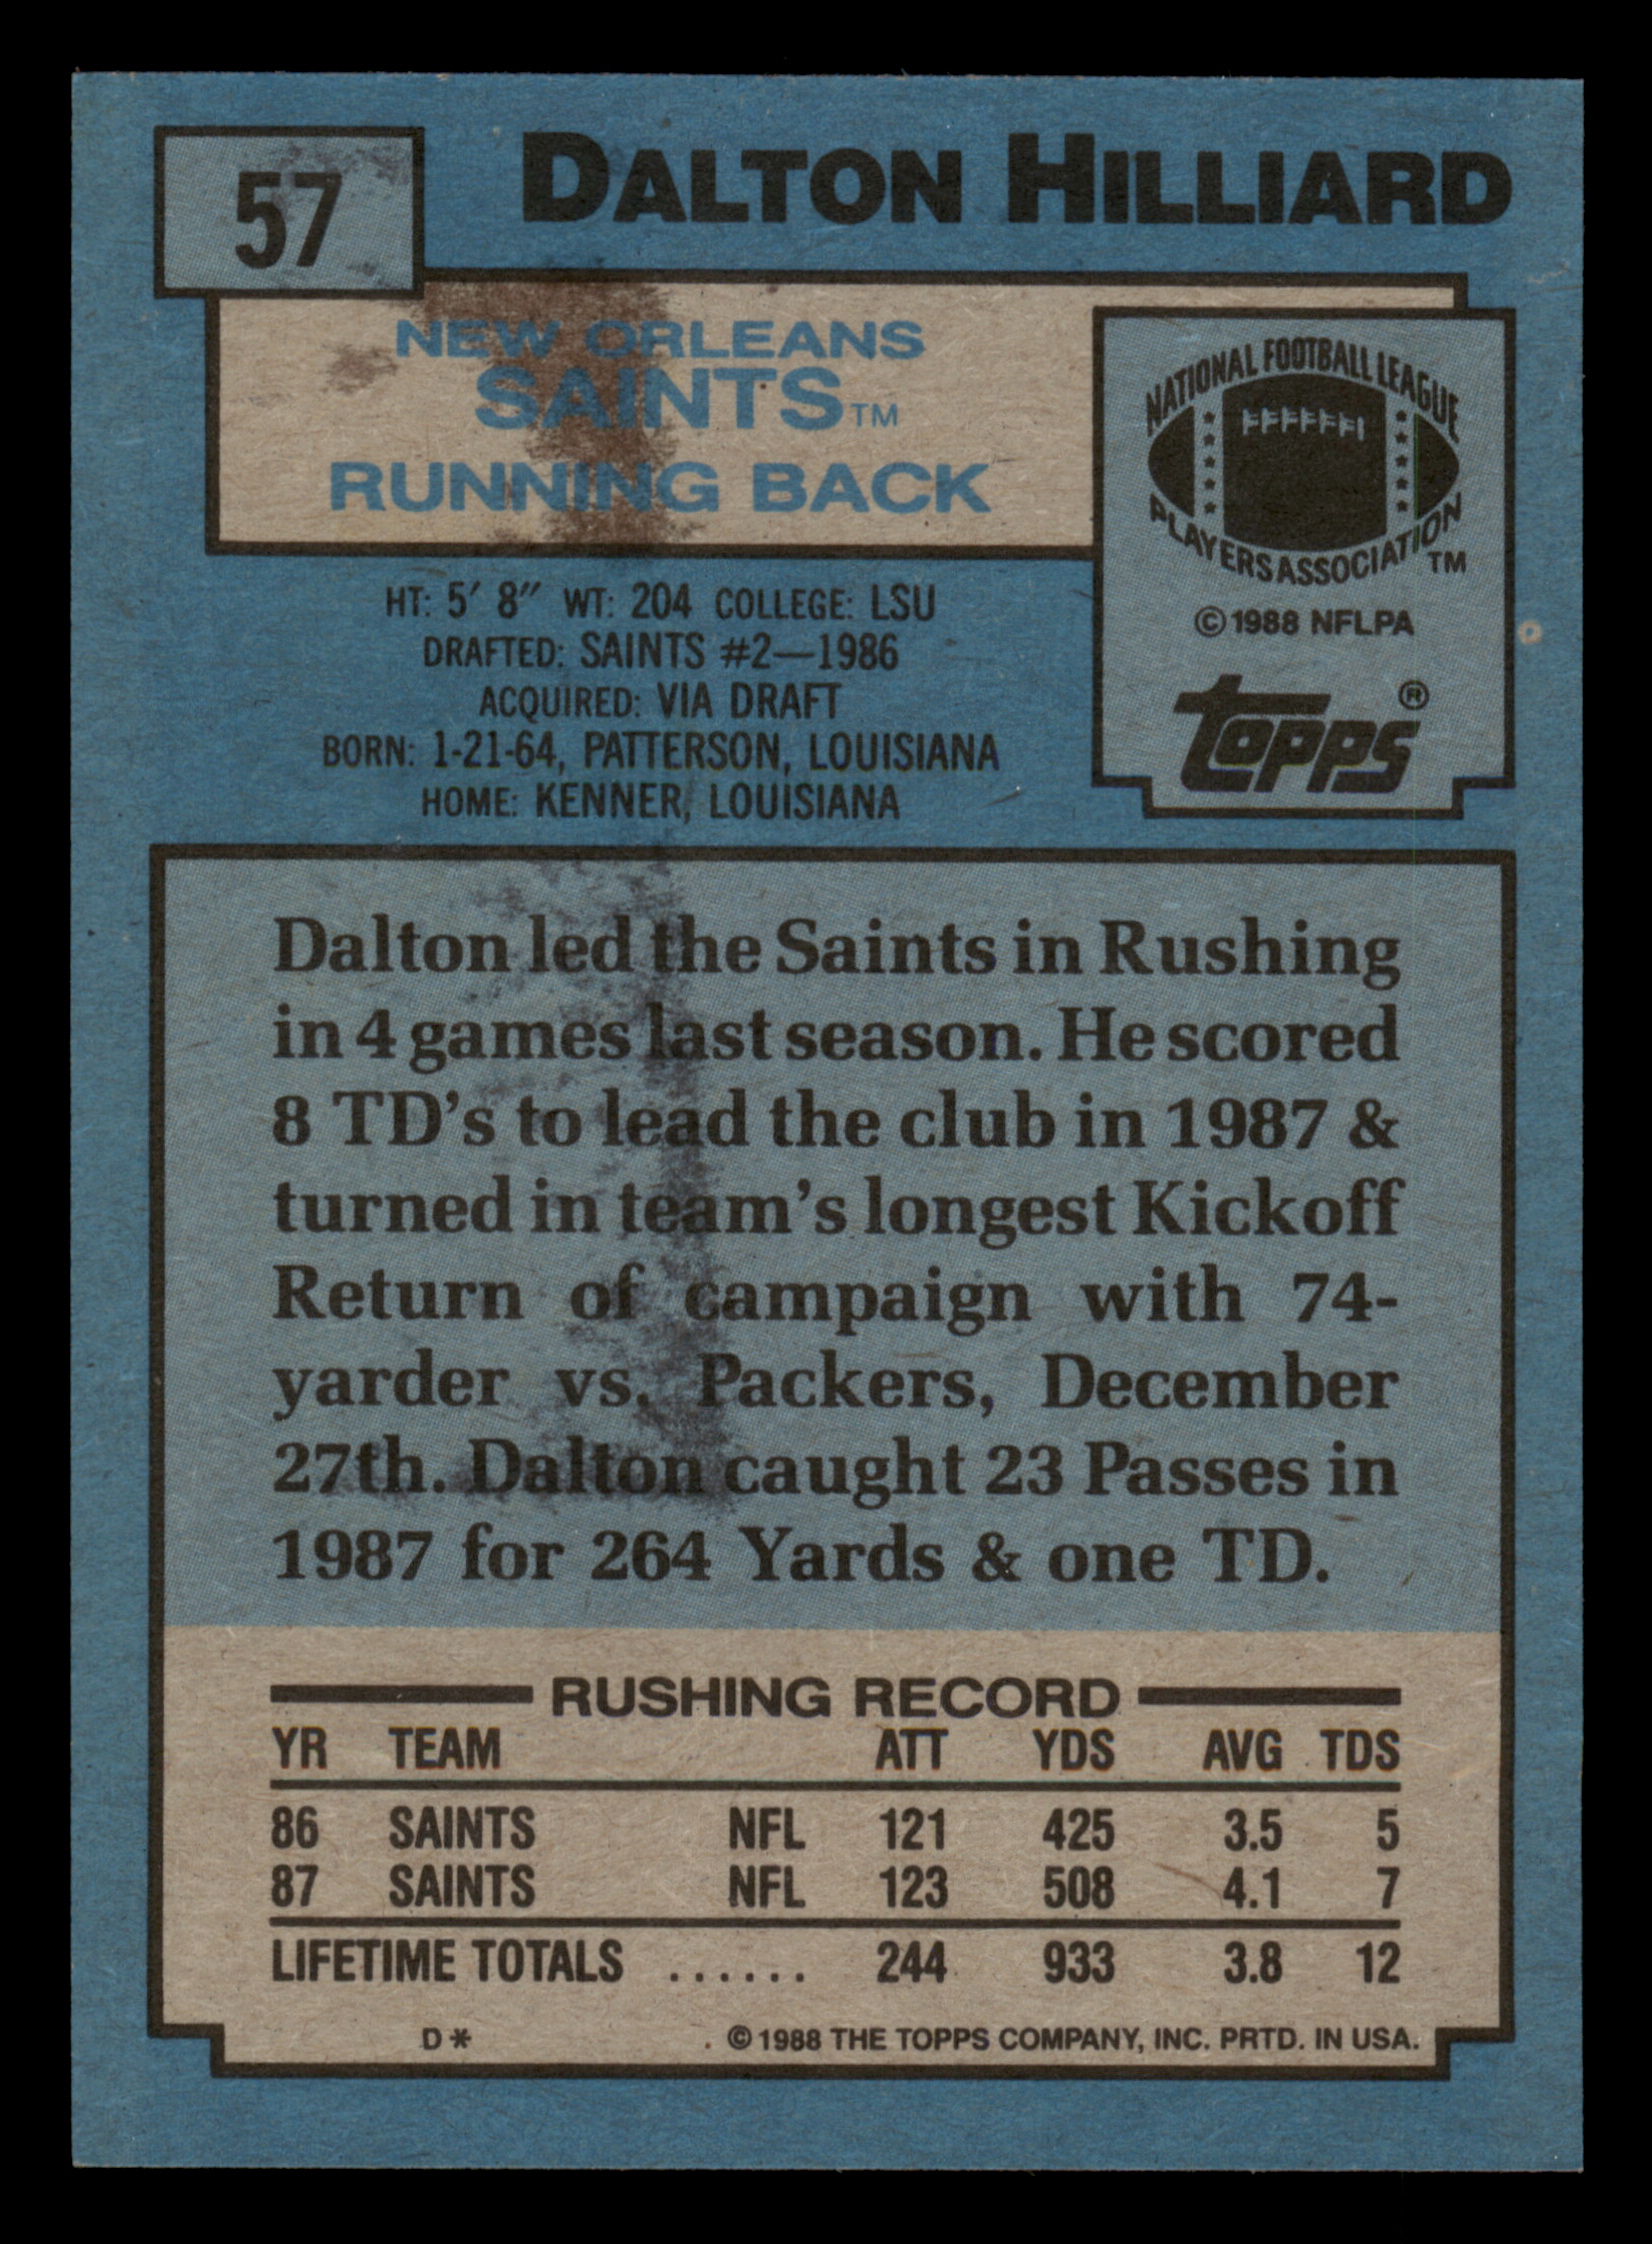 57
DALTON HILLIARD
NEW ORLEANS
SAINTS™
RUNNING BACK
NATIONAL FOOTBALL LEAGUE
PLAYERS ASSOCIATION™
©1988 NFLPA
topps®
HT: 5' 8" WT: 204 COLLEGE: LSU
DRAFTED: SAINTS #2—1986
ACQUIRED: VIA DRAFT
BORN: 1-21-64, PATTERSON, LOUISIANA
HOME: KENNER, LOUISIANA
Dalton led the Saints in Rushing
in 4 games last season. He scored
8 TD's to lead the club in 1987 &
turned in team's longest Kickoff
Return of campaign with 74-
yarder vs. Packers, December
27th. Dalton caught 23 Passes in
1987 for 264 Yards & one TD.
RUSHING RECORD
YR TEAM ATT YDS AVG TDS
86 SAINTS NFL 121 425 3.5 5
87 SAINTS NFL 123 508 4.1 7
LIFETIME TOTALS ...... 244 933 3.8 12
D* ©1988 THE TOPPS COMPANY, INC. PRTD. IN USA.